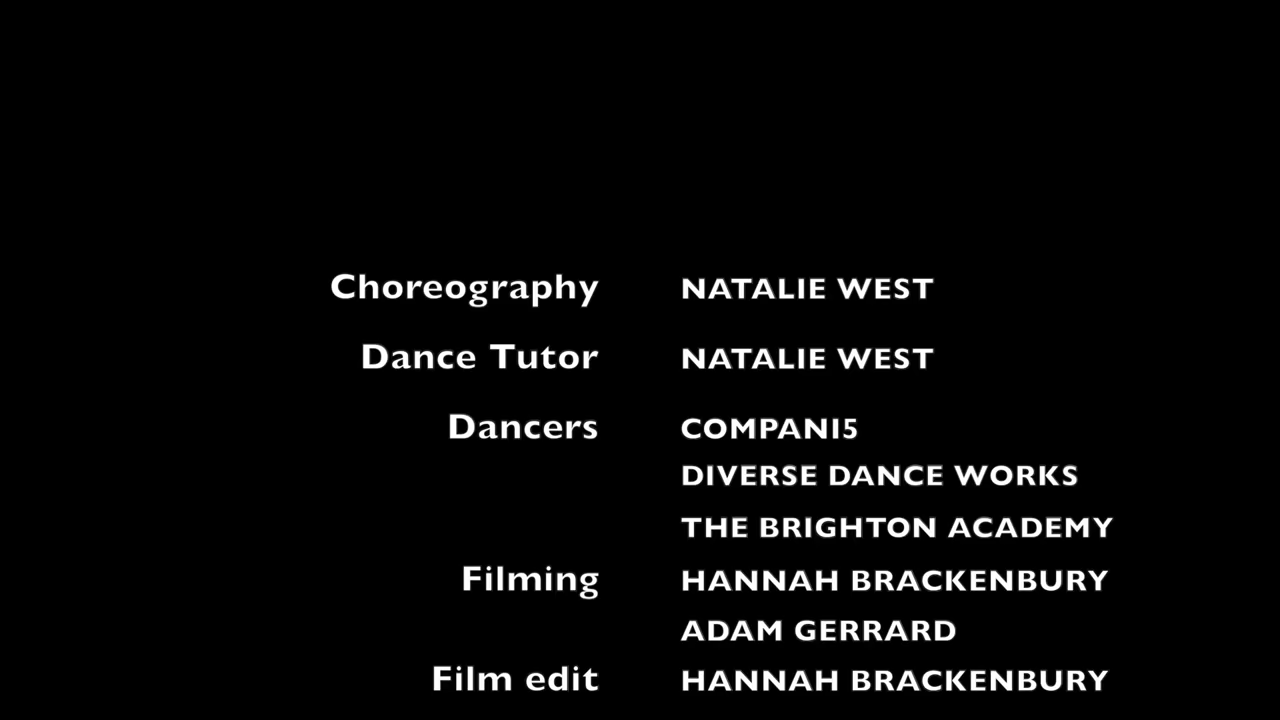 Choreography NATALIE WEST
Dance Tutor NATALIE WEST
Dancers COMPANI5
DIVERSE DANCE WORKS
THE BRIGHTON ACADEMY
Filming HANNAH BRACKENBURY
ADAM GERRARD
Film edit HANNAH BRACKENBURY